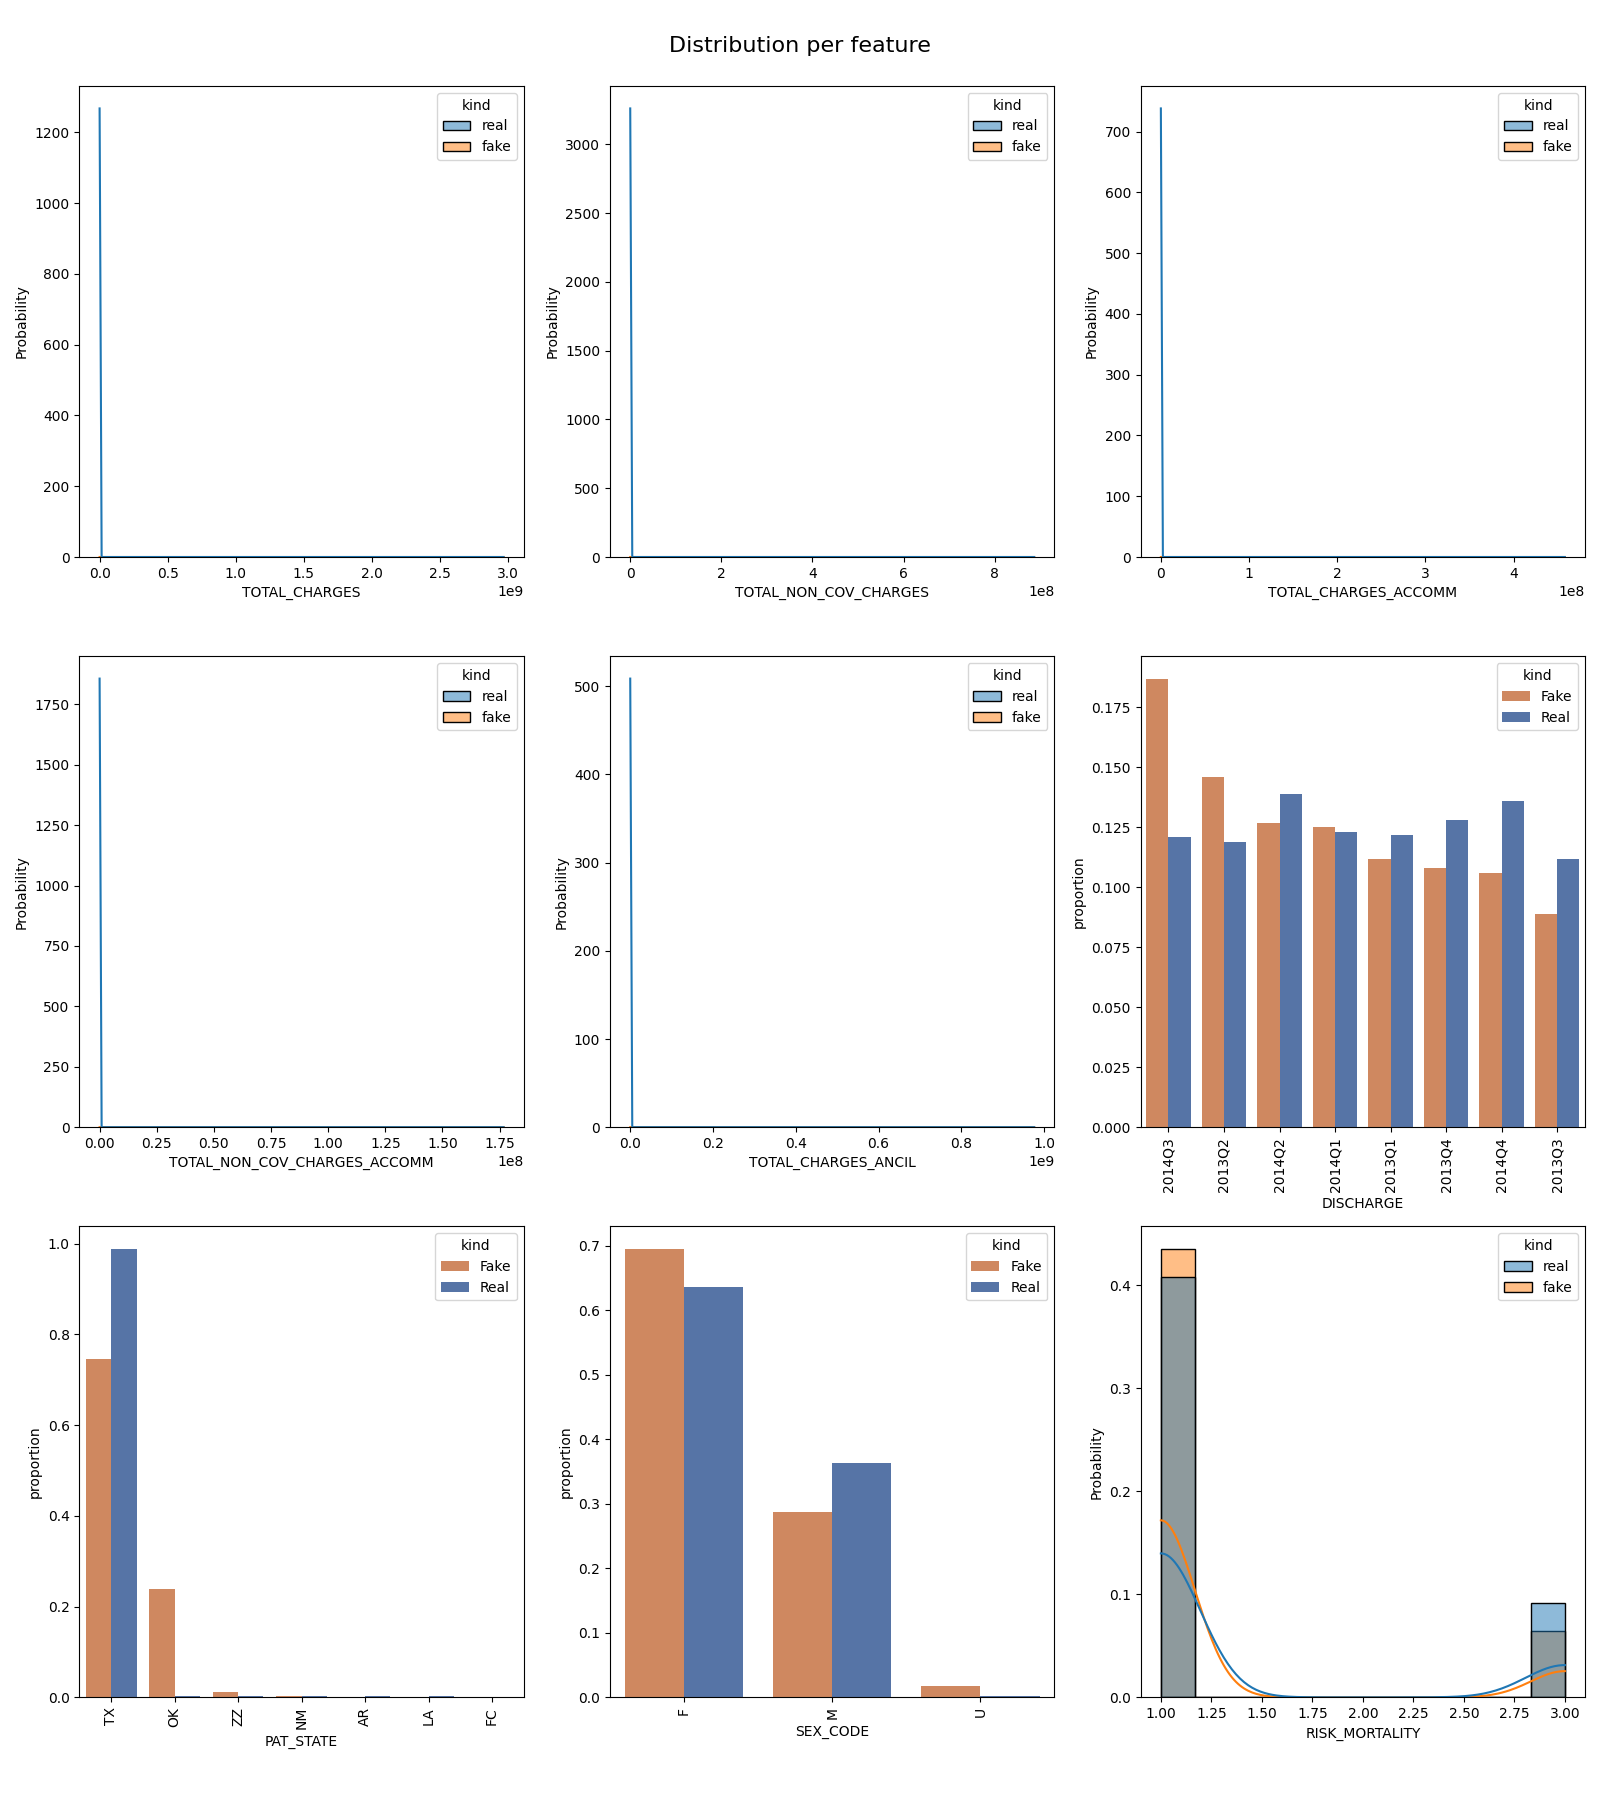 Distribution per feature
1200
1000
800
600
400
200
0
Probability
0.0 0.5 1.0 1.5 2.0 2.5 3.0
1e9
TOTAL_CHARGES
kind
real
fake
3000
2500
2000
1500
1000
500
0
Probability
0 2 4 6 8
1e8
TOTAL_NON_COV_CHARGES
kind
real
fake
700
600
500
400
300
200
100
0
Probability
0 1 2 3 4
1e8
TOTAL_CHARGES_ACCOMM
kind
real
fake
1750
1500
1250
1000
750
500
250
0
Probability
0.00 0.25 0.50 0.75 1.00 1.25 1.50 1.75
1e8
TOTAL_NON_COV_CHARGES_ACCOMM
kind
real
fake
500
400
300
200
100
0
Probability
0.0 0.2 0.4 0.6 0.8 1.0
1e9
TOTAL_CHARGES_ANCIL
kind
real
fake
0.175
0.150
0.125
0.100
0.075
0.050
0.025
0.000
proportion
2014Q3
2013Q2
2014Q2
2014Q1
2013Q1
2013Q4
2014Q4
2013Q3
DISCHARGE
kind
Fake
Real
1.0
0.8
0.6
0.4
0.2
0.0
proportion
TX
OK
ZZ
NM
AR
LA
FC
PAT_STATE
kind
Fake
Real
0.7
0.6
0.5
0.4
0.3
0.2
0.1
0.0
proportion
F
M
U
SEX_CODE
kind
Fake
Real
0.4
0.3
0.2
0.1
0.0
Probability
1.00 1.25 1.50 1.75 2.00 2.25 2.50 2.75 3.00
RISK_MORTALITY
kind
real
fake